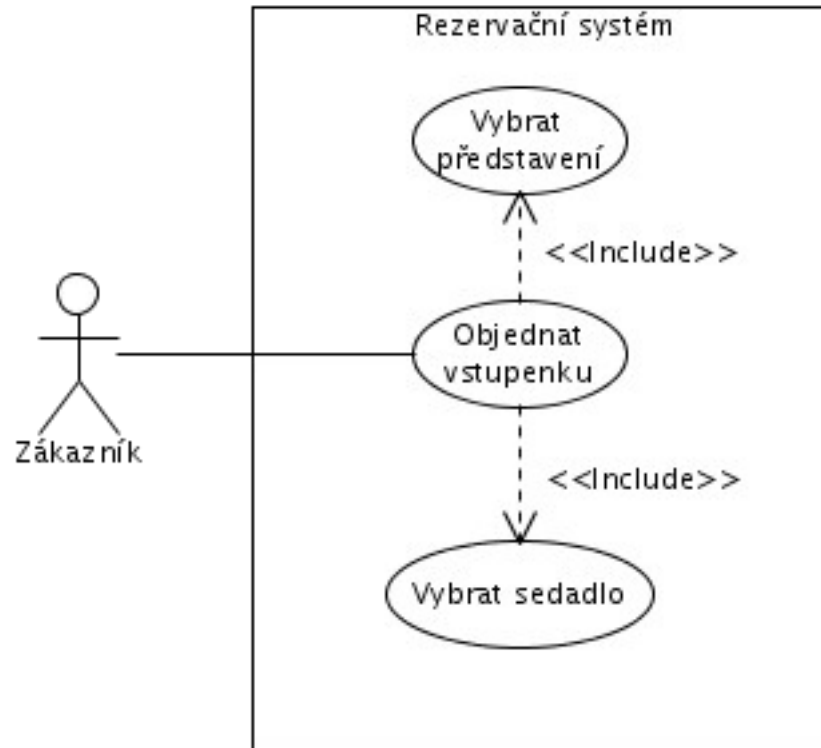 Rezervační systém
Vybrat
představení
<<Include>>
Objednat
vstupenku
Zákazník
<<Include>>
Vybrat sedadlo